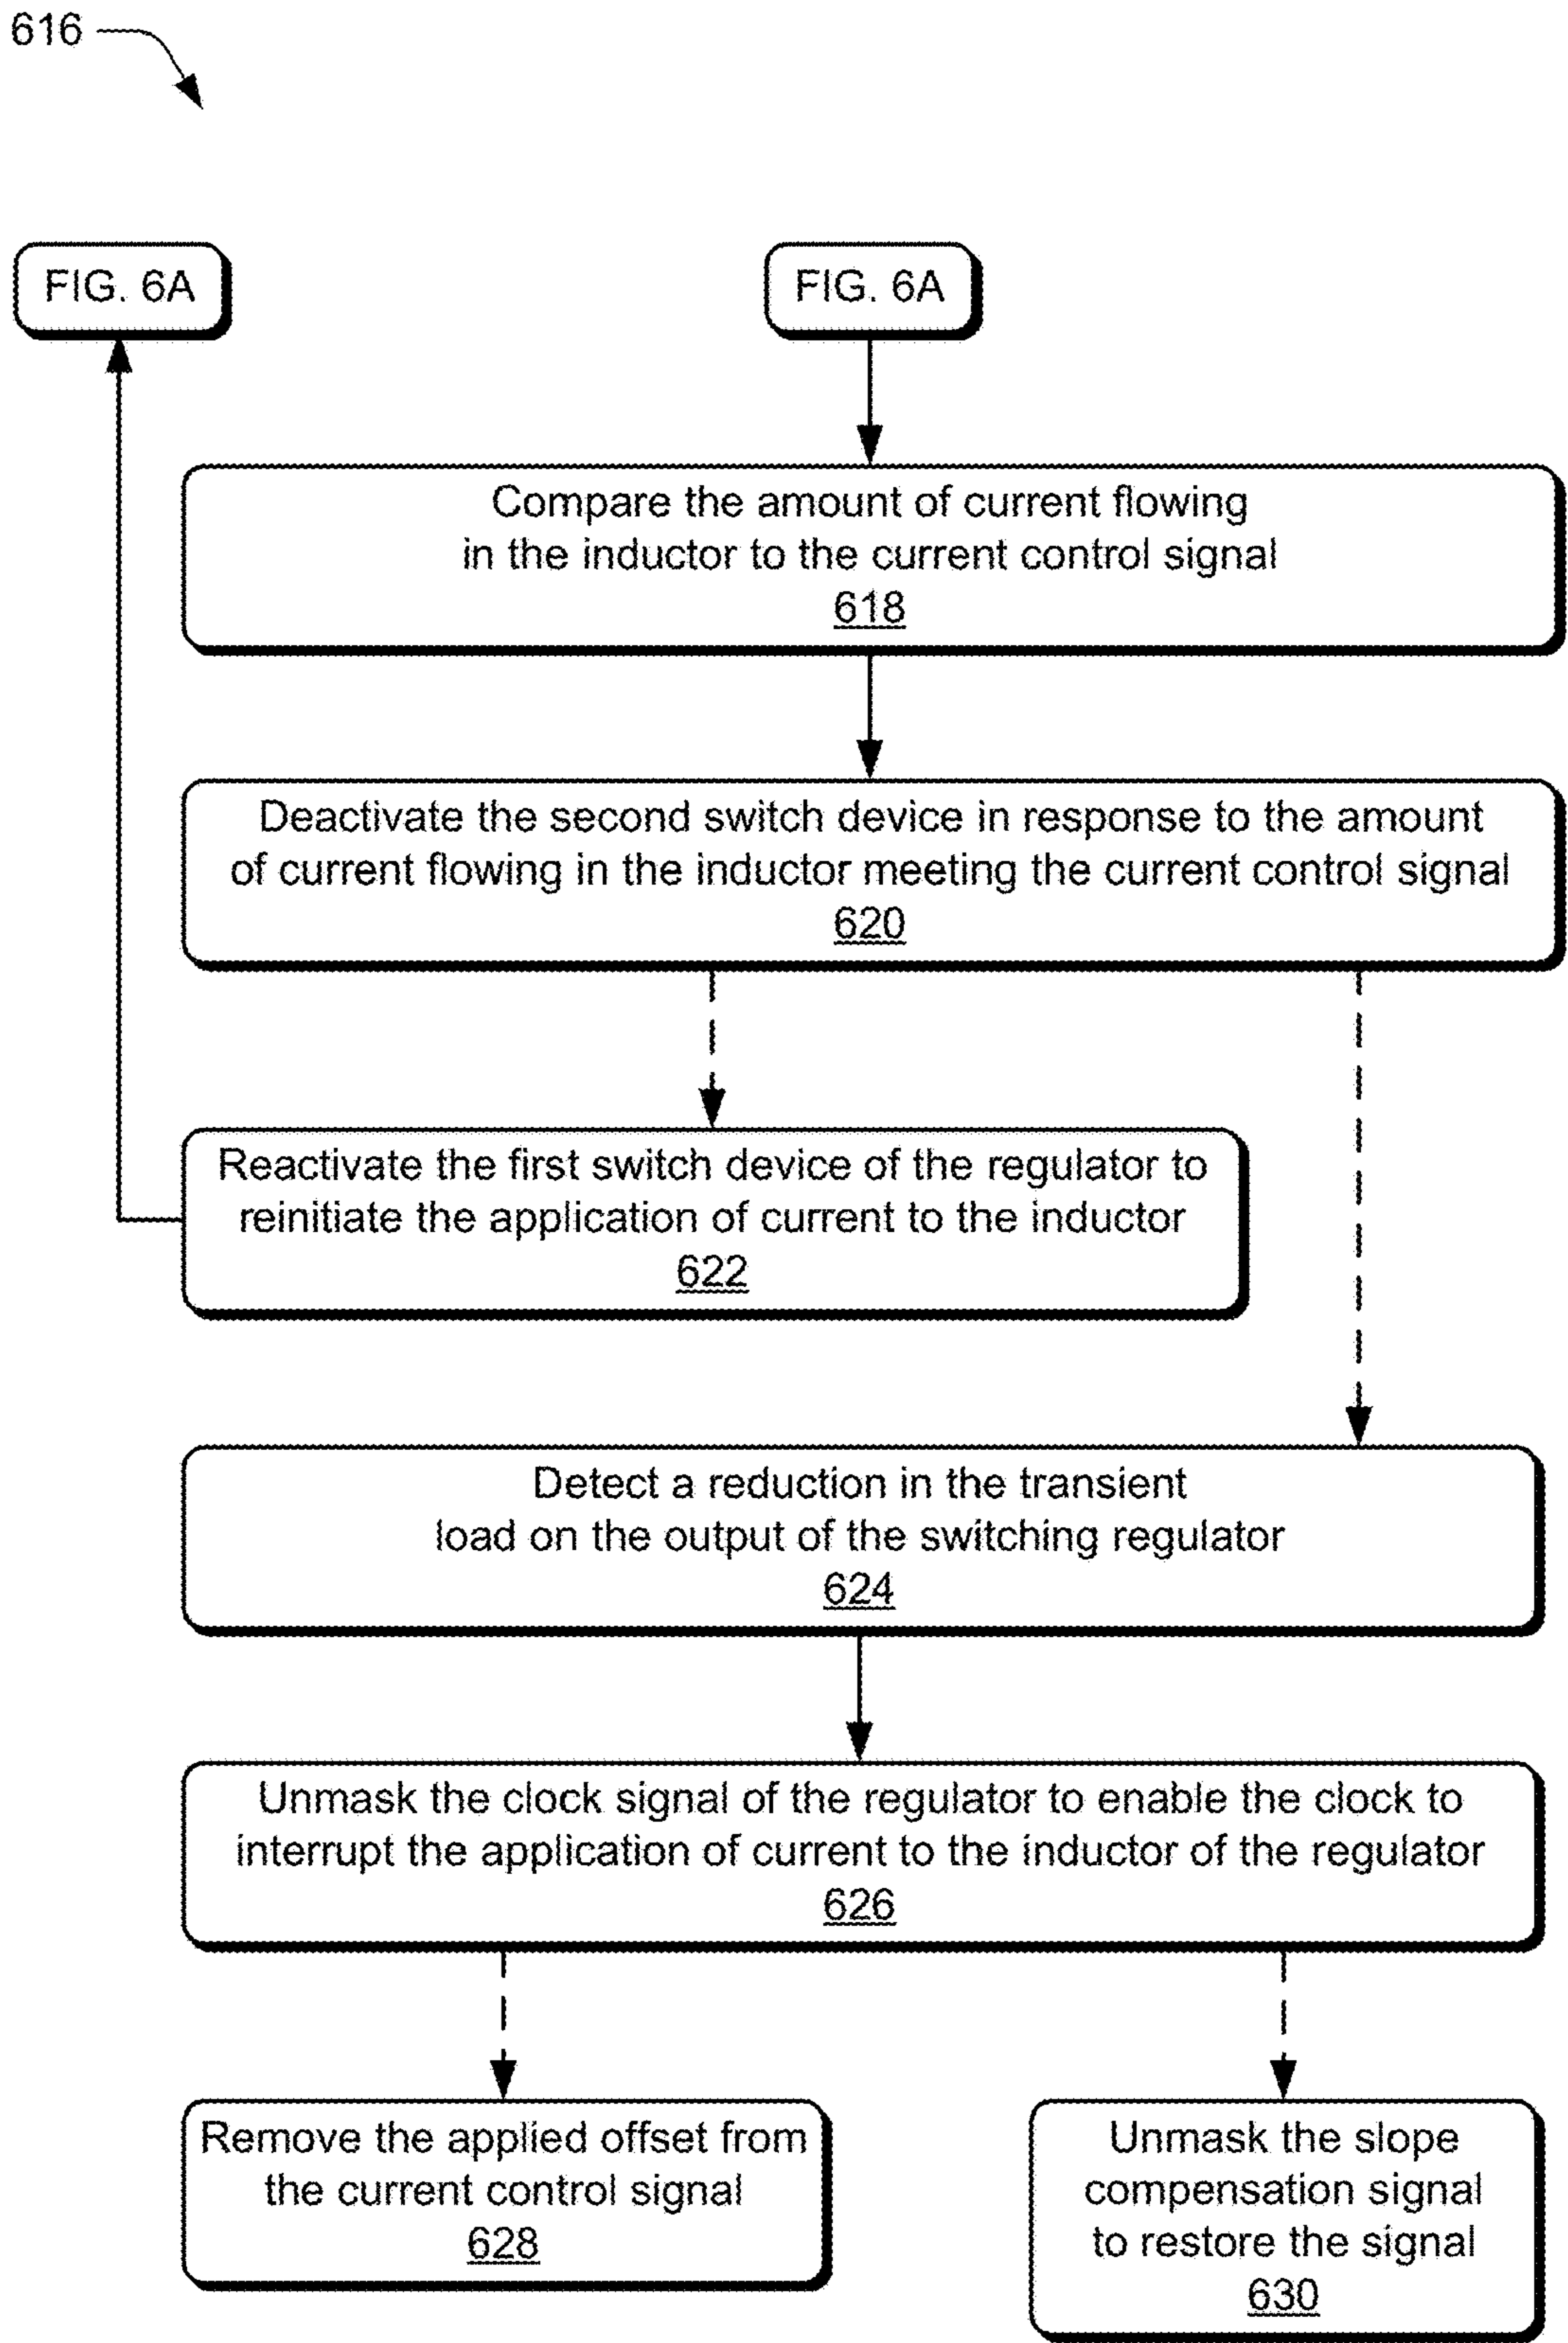 616
FIG. 6A
FIG. 6A
Compare the amount of current flowing
in the inductor to the current control signal
618
Deactivate the second switch device in response to the amount
of current flowing in the inductor meeting the current control signal
620
Reactivate the first switch device of the regulator to
reinitiate the application of current to the inductor
622
Detect a reduction in the transient
load on the output of the switching regulator
624
Unmask the clock signal of the regulator to enable the clock to
interrupt the application of current to the inductor of the regulator
626
Remove the applied offset from
the current control signal
628
Unmask the slope
compensation signal
to restore the signal
630